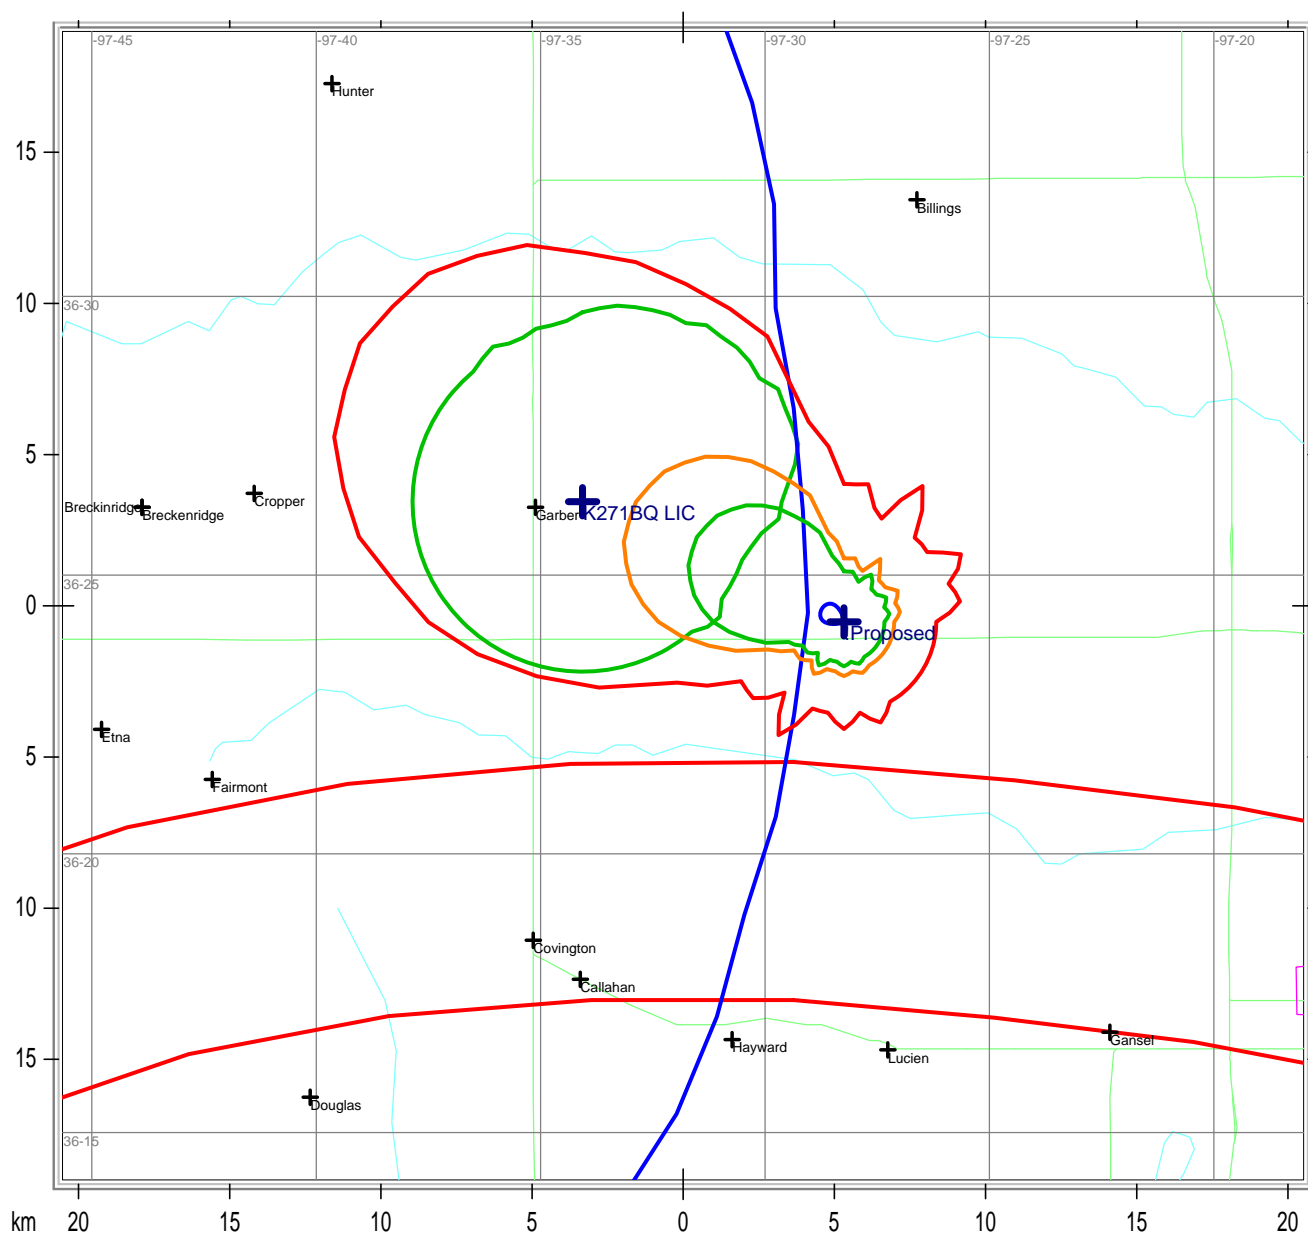 -97-45
-97-40
-97-35
-97-30
-97-25
-97-20
Hunter
15
Billings
36-30
10
5
Cropper
Breckinridge
Breckenridge
Garber
K271BQ LIC
36-25
0
Proposed
Etna
5
Fairmont
36-20
10
Covington
Callahan
Hayward
Gansel
Lucien
15
Douglas
36-15
km 20 15 10 5 0 5 10 15 20